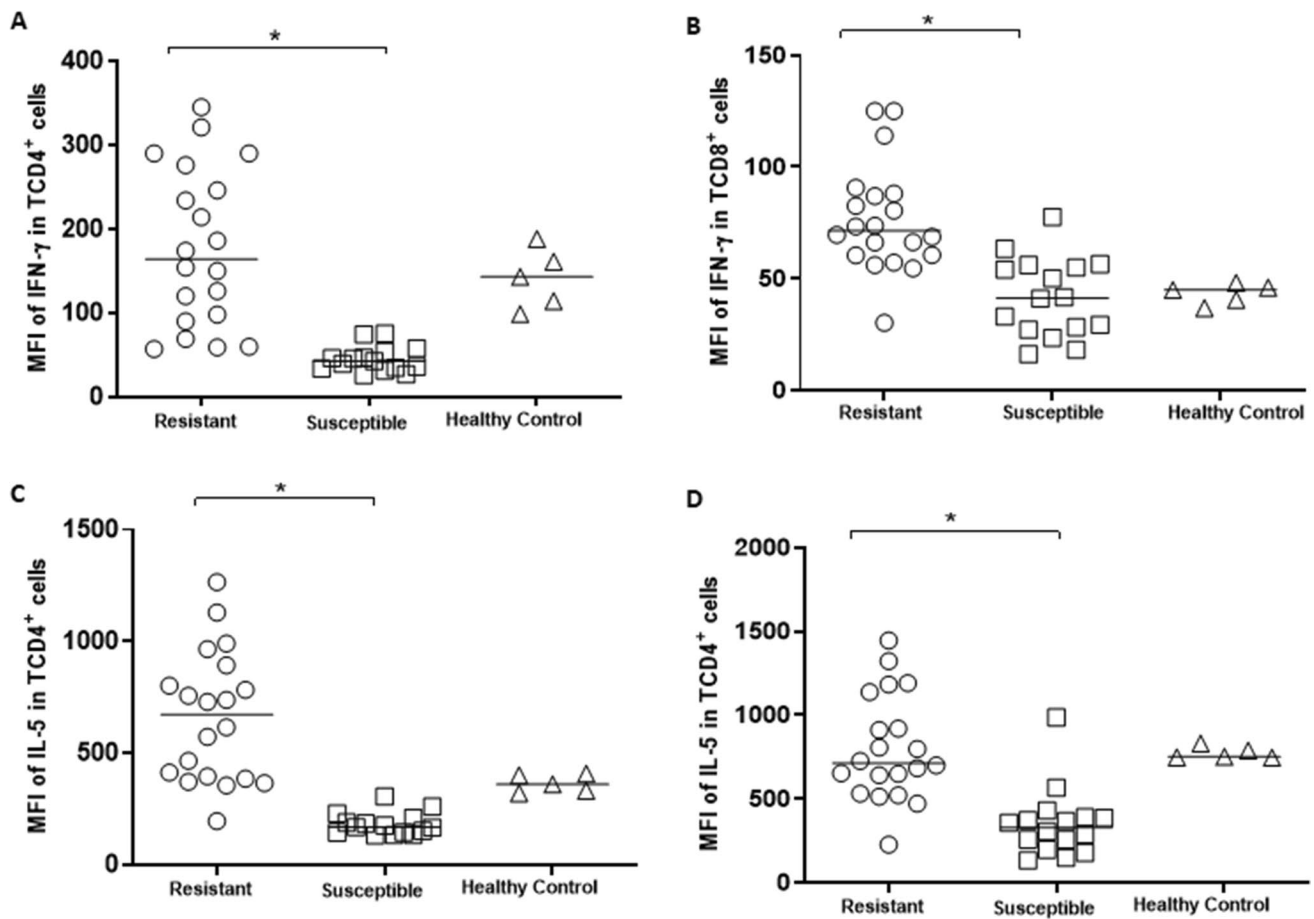 A
*
MFI of IFN-γ in TCD4+ cells
400
300
200
100
0
Resistant
Susceptible
Healthy Control
B
*
MFI of IFN-γ in TCD8+ cells
150
100
50
0
Resistant
Susceptible
Healthy Control
C
*
MFI of IL-5 in TCD4+ cells
1500
1000
500
0
Resistant
Susceptible
Healthy Control
D
*
MFI of IL-5 in TCD4+ cells
2000
1500
1000
500
0
Resistant
Susceptible
Healthy Control